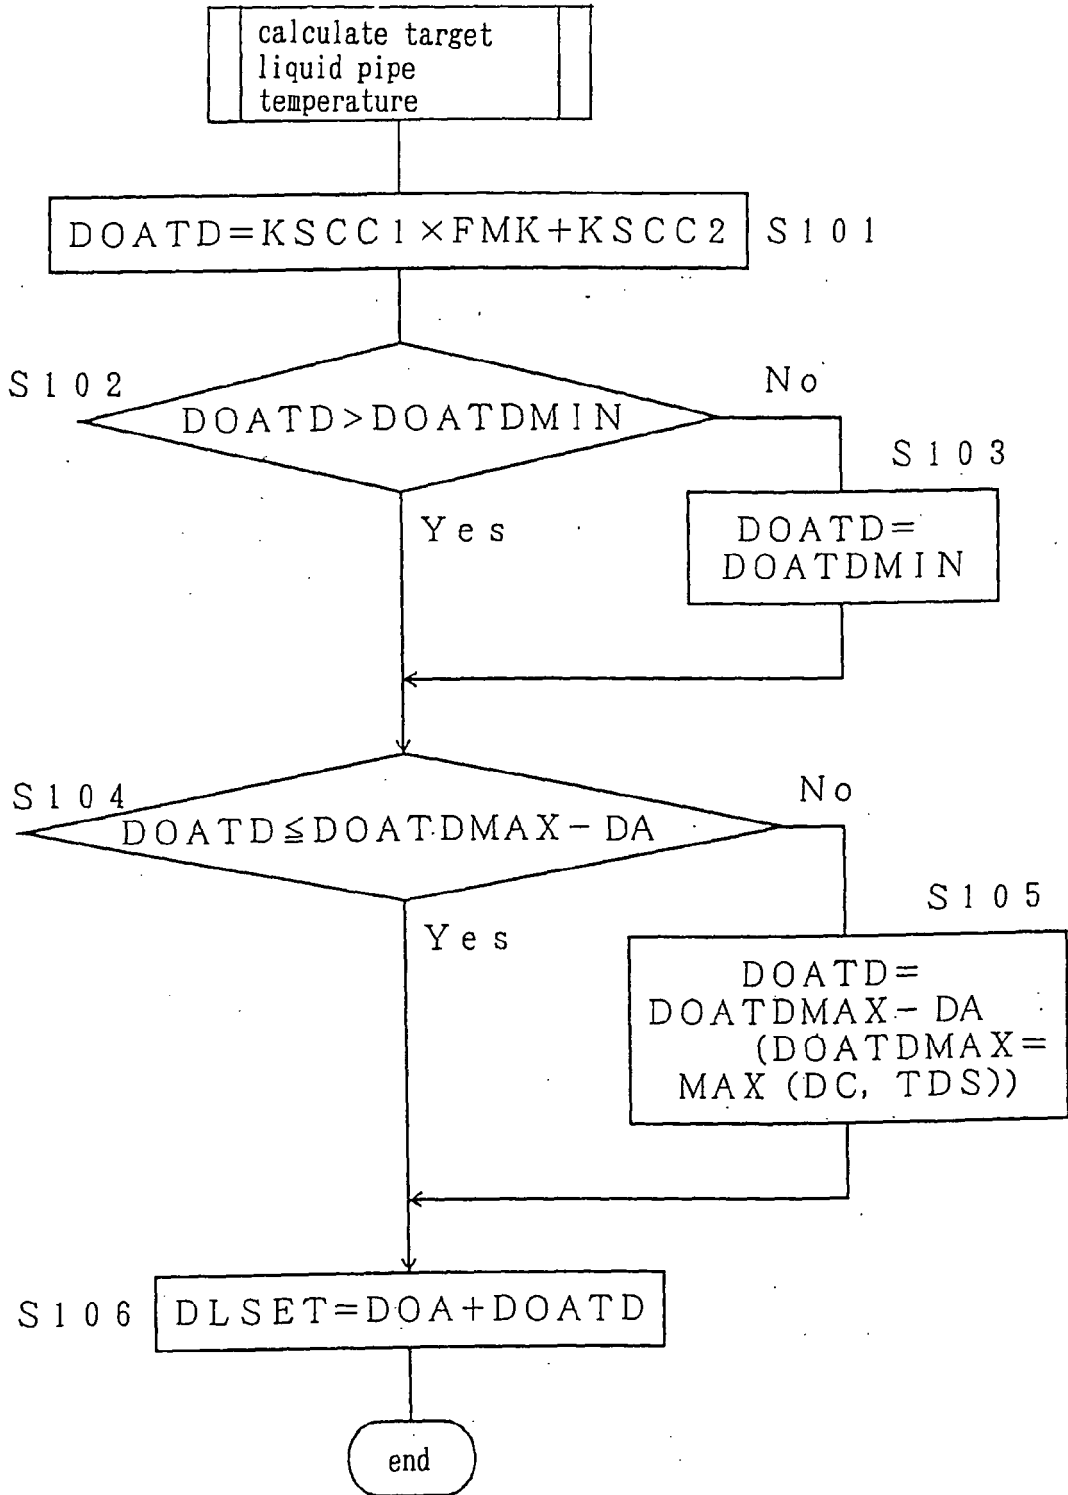 calculate target
liquid pipe
temperature
DOATD=KSCC1×FMK+KSCC2
S101
S102
DOATD>DOATDMIN
No
S103
Yes
DOATD=
DOATDMIN
S104
DOATD≦DOATDMAX-DA
No
S105
Yes
DOATD=
DOATDMAX-DA
(DOATDMAX=
MAX (DC, TDS))
S106
DLSET=DOA+DOATD
end